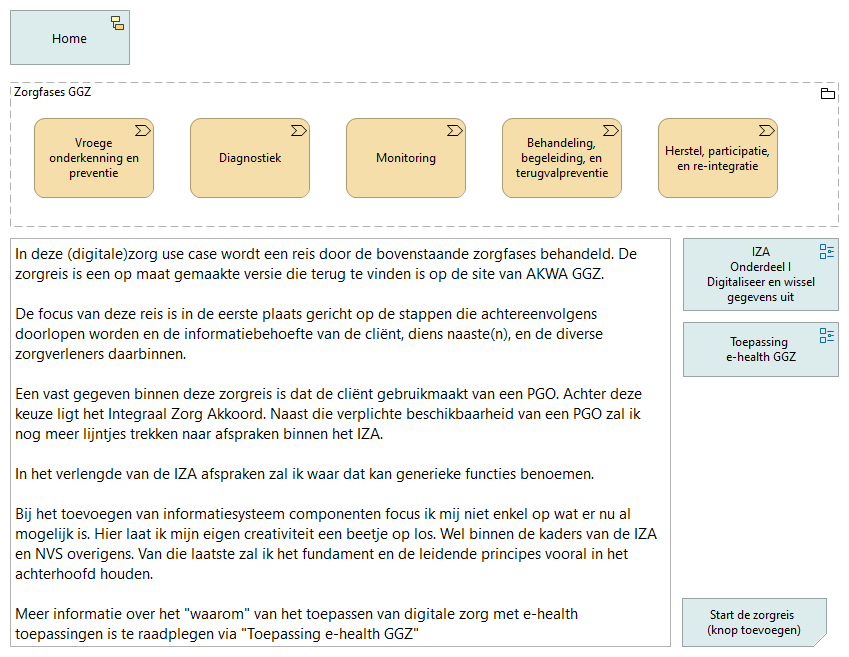 Home
Zorgfases GGZ
Vroege
onderkenning en
preventie
Diagnostiek
Monitoring
Behandeling,
begeleiding, en
terugvalpreventie
Herstel, participatie,
en re-integratie
In deze (digitale)zorg use case wordt een reis door de bovenstaande zorgfases behandeld. De
zorgreis is een op maat gemaakte versie die terug te vinden is op de site van AKWA GGZ.
De focus van deze reis is in de eerste plaats gericht op de stappen die achtereenvolgens
doorlopen worden en de informatiebehoefte van de cliënt, diens naaste(n), en de diverse
zorgverleners daarbinnen.
Een vast gegeven binnen deze zorgreis is dat de cliënt gebruikmaakt van een PGO. Achter deze
keuze ligt het Integraal Zorg Akkoord. Naast die verplichte beschikbaarheid van een PGO zal ik
nog meer lijntjes trekken naar afspraken binnen het IZA.
In het verlengde van de IZA afspraken zal ik waar dat kan generieke functies benoemen.
Bij het toevoegen van informatiesysteem componenten focus ik mij niet enkel op wat er nu al
mogelijk is. Hier laat ik mijn eigen creativiteit een beetje op los. Wel binnen de kaders van de IZA
en NVS overigens. Van die laatste zal ik het fundament en de leidende principes vooral in het
achterhoofd houden.
Meer informatie over het "waarom" van het toepassen van digitale zorg met e-health
toepassingen is te raadplegen via "Toepassing e-health GGZ"
IZA
Onderdeel I
Digitaliseer en wissel
gegevens uit
Toepassing
e-health GGZ
Start de zorgreis
(knop toevoegen)